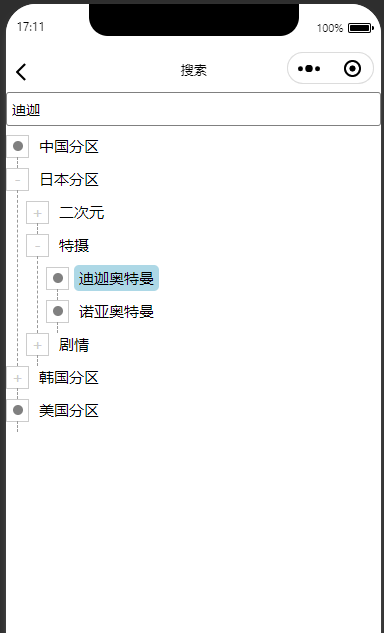 17:11
100%
搜索
迪迦
中国分区
日本分区
二次元
特摄
迪迦奥特曼
诺亚奥特曼
剧情
韩国分区
美国分区